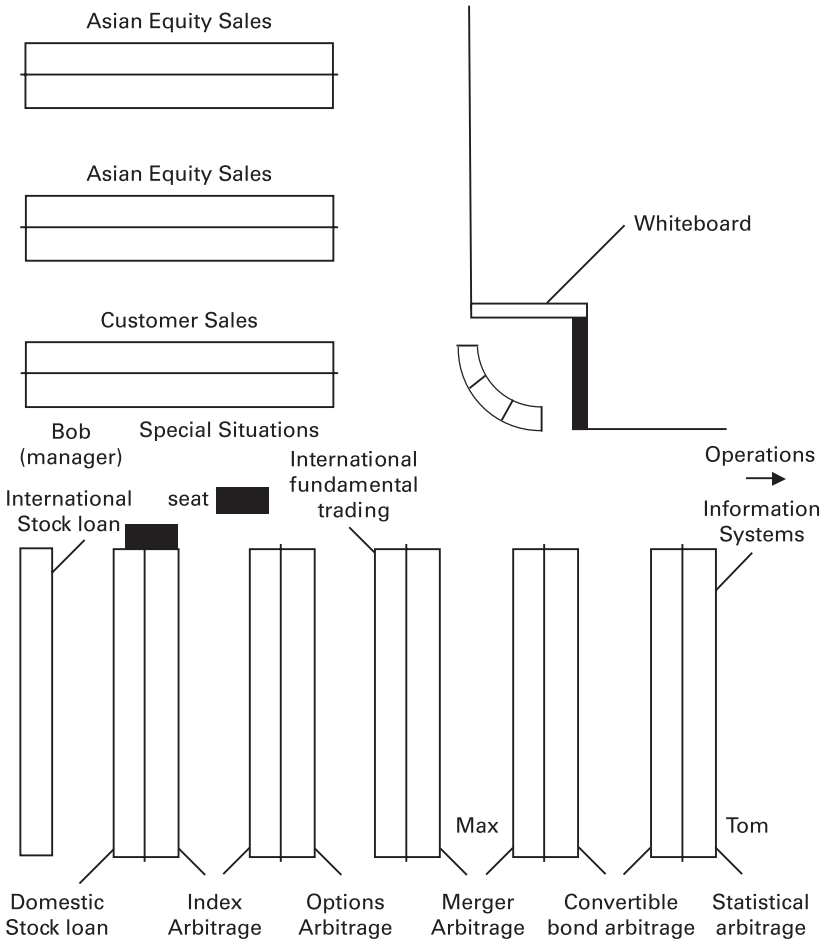 Asian Equity Sales
Asian Equity Sales
Whiteboard
Customer Sales
Bob
(manager)
Special Situations
International
fundamental
trading
Operations
International
Stock loan
seat
Information
Systems
Max
Tom
Domestic
Stock loan
Index
Arbitrage
Options
Arbitrage
Merger
Arbitrage
Convertible
bond arbitrage
Statistical
arbitrage